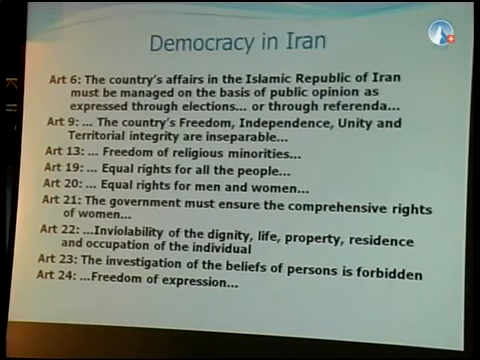 Democracy in Iran
Art 6: The country's affairs in the Islamic Republic of Iran
must be managed on the basis of public opinion as
expressed through elections... or through referenda...
Art 9: ... The country's Freedom, Independence, Unity and
Territorial integrity are inseparable...
Art 13: ... Freedom of religious minorities...
Art 19: ... Equal rights for all the people...
Art 20: ... Equal rights for men and women...
Art 21: The government must ensure the comprehensive rights
of women...
Art 22: ...Inviolability of the dignity, life, property, residence
and occupation of the individual
Art 23: The investigation of the beliefs of persons is forbidden
Art 24: ...Freedom of expression...